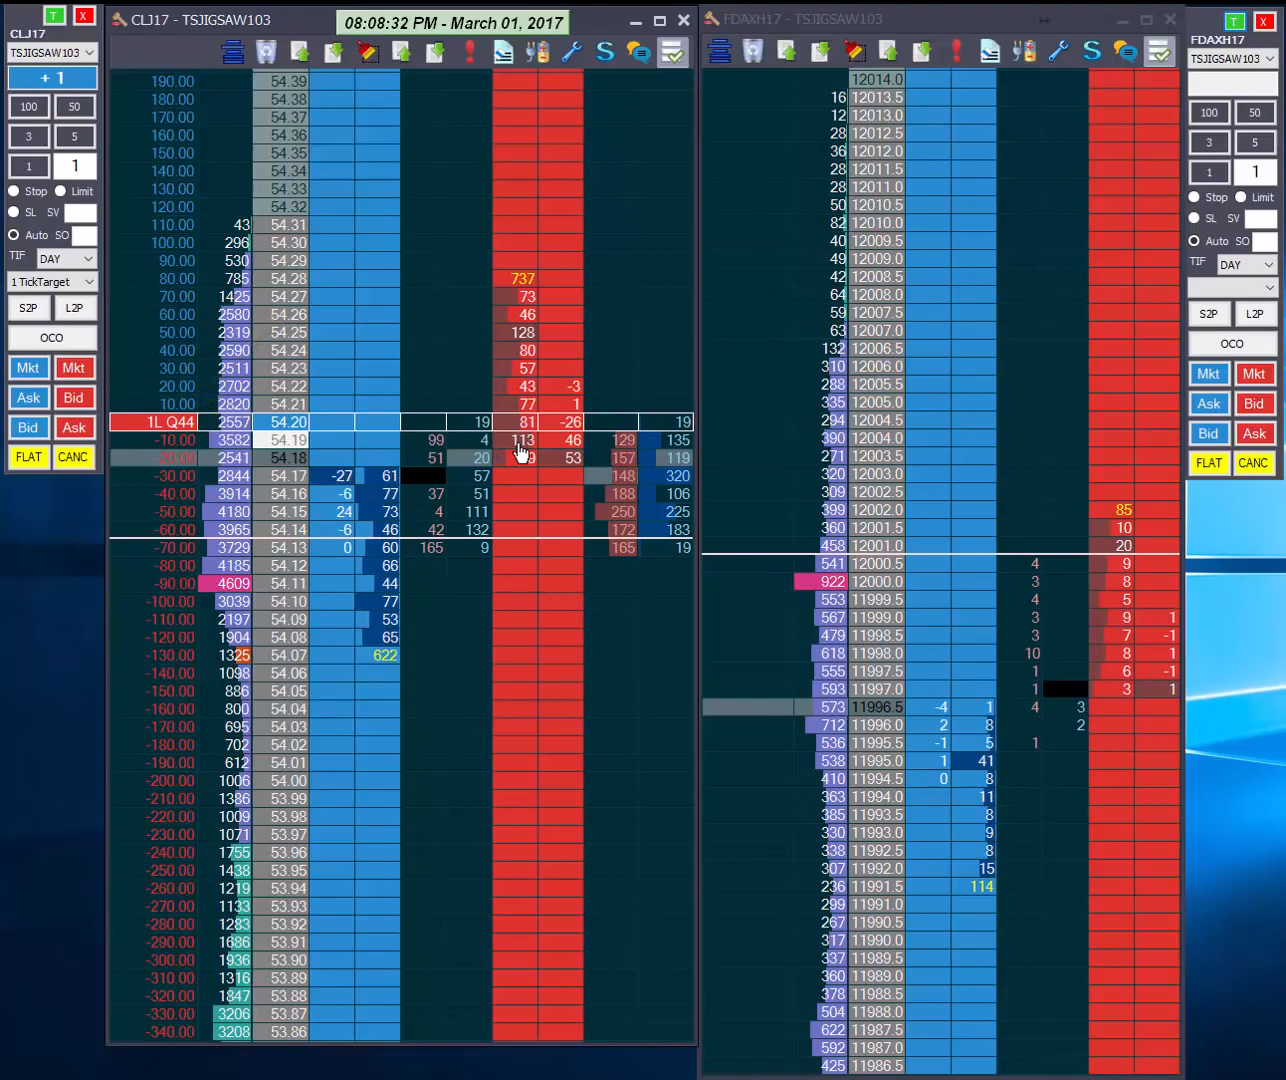 CLJ17
TSJIGSAW103
+ 1
100 50
3 5
1 1
Stop Limit
SL SV
Auto SO
TIF DAY
1 TickTarget
S2P L2P
OCO
Mkt Mkt
Ask Bid
Bid Ask
FLAT CANC
CLJ17 - TSJIGSAW103
08:08:32 PM - March 01, 2017
190.00 54.39
180.00 54.38
170.00 54.37
160.00 54.36
150.00 54.35
140.00 54.34
130.00 54.33
120.00 54.32
110.00 43 54.31
100.00 296 54.30
90.00 530 54.29
80.00 785 54.28 737
70.00 1425 54.27 73
60.00 2580 54.26 46
50.00 2319 54.25 128
40.00 2590 54.24 80
30.00 2511 54.23 57
20.00 2702 54.22 43 -3
10.00 2820 54.21 77 1
1L Q44 2557 54.20 19 81 -26 19
-10.00 3582 54.19 99 4 113 46 129 135
-20.00 2541 54.18 51 20 53 157 119
-30.00 2844 54.17 -27 61 57 148 320
-40.00 3914 54.16 -6 77 37 51 188 106
-50.00 4180 54.15 24 73 4 111 250 225
-60.00 3965 54.14 -6 46 42 132 172 183
-70.00 3729 54.13 0 60 165 9 165 19
-80.00 4185 54.12 66
-90.00 4609 54.11 44
-100.00 3039 54.10 77
-110.00 2197 54.09 53
-120.00 1904 54.08 65
-130.00 1325 54.07 622
-140.00 1098 54.06
-150.00 886 54.05
-160.00 800 54.04
-170.00 695 54.03
-180.00 702 54.02
-190.00 612 54.01
-200.00 1006 54.00
-210.00 1386 53.99
-220.00 1009 53.98
-230.00 1071 53.97
-240.00 1755 53.96
-250.00 1438 53.95
-260.00 1219 53.94
-270.00 1133 53.93
-280.00 1283 53.92
-290.00 1686 53.91
-300.00 1936 53.90
-310.00 1316 53.89
-320.00 1847 53.88
-330.00 3206 53.87
-340.00 3208 53.86
FDAXH17 - TSJIGSAW103
12014.0
16 12013.5
12 12013.0
28 12012.5
36 12012.0
28 12011.5
28 12011.0
50 12010.5
82 12010.0
40 12009.5
49 12009.0
42 12008.5
64 12008.0
59 12007.5
63 12007.0
132 12006.5
310 12006.0
288 12005.5
335 12005.0
294 12004.5
390 12004.0
271 12003.5
320 12003.0
309 12002.5
399 12002.0 85
360 12001.5 10
458 12001.0 20
541 12000.5 4 9
922 12000.0 3 8
553 11999.5 4 5
567 11999.0 3 9 1
479 11998.5 3 7 -1
618 11998.0 10 8 1
555 11997.5 1 6 -1
593 11997.0 1 3 1
573 11996.5 -4 1 4 3
712 11996.0 2 8 2
536 11995.5 -1 5 1
538 11995.0 1 41
410 11994.5 0 8
363 11994.0 11
385 11993.5 8
330 11993.0 9
338 11992.5 8
307 11992.0 15
236 11991.5 114
299 11991.0
267 11990.5
317 11990.0
337 11989.5
360 11989.0
378 11988.5
504 11988.0
622 11987.5
592 11987.0
425 11986.5
FDAXH17
TSJIGSAW103
100 50
3 5
1 1
Stop Limit
SL SV
Auto SO
TIF DAY
S2P L2P
OCO
Mkt Mkt
Ask Bid
Bid Ask
FLAT CANC